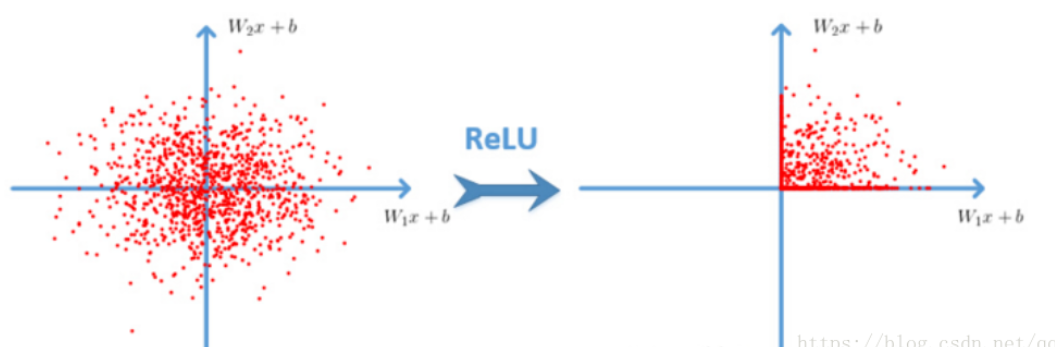 W₂x + b
W₂x + b
ReLU
W₁x + b
W₁x + b
https://blog.csdn.net/qq